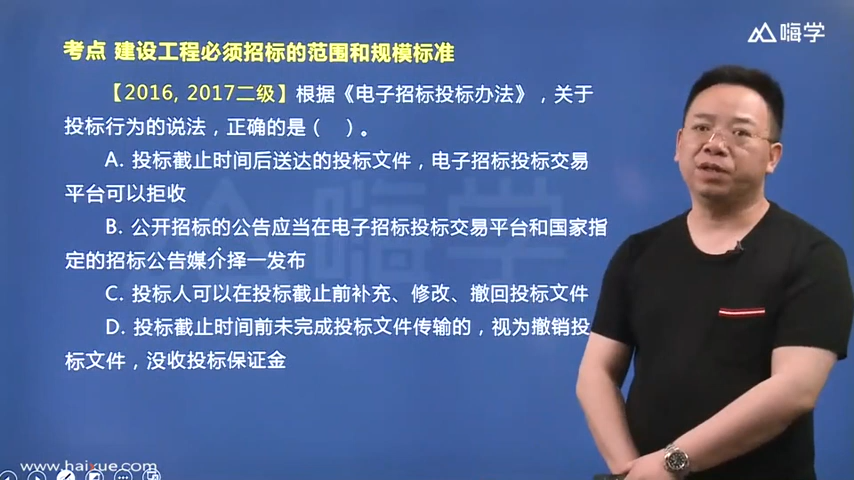 嗨学
考点 建设工程必须招标的范围和规模标准
【2016, 2017二级】根据《电子招标投标办法》，关于
投标行为的说法，正确的是（　）。
A. 投标截止时间后送达的投标文件，电子招标投标交易
平台可以拒收
B. 公开招标的公告应当在电子招标投标交易平台和国家指
定的招标公告媒介择一发布
C. 投标人可以在投标截止前补充、修改、撤回投标文件
D. 投标截止时间前未完成投标文件传输的，视为撤销投
标文件，没收投标保证金
嗨学
www.haixue.com